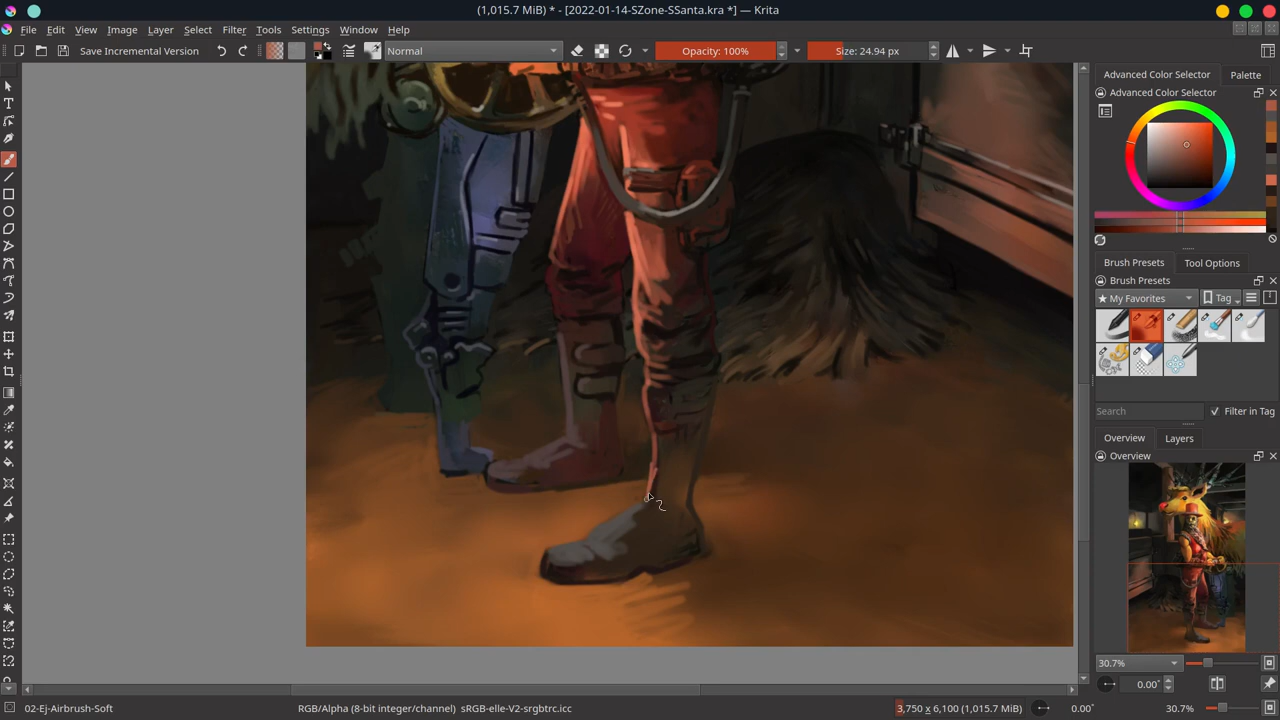 (1,015.7 MiB) * - [2022-01-14-SZone-SSanta.kra *] — Krita
File Edit View Image Layer Select Filter Tools Settings Window Help
Save Incremental Version
Normal
Opacity: 100%
Size: 24.94 px
Advanced Color Selector
Palette
Advanced Color Selector
Brush Presets
Tool Options
Brush Presets
★ My Favorites
Tag
Search
Filter in Tag
Overview
Layers
Overview
30.7%
0.00°
02-Ej-Airbrush-Soft
RGB/Alpha (8-bit integer/channel) sRGB-elle-V2-srgbtrc.icc
3,750 x 6,100 (1,015.7 MiB)
0.00°
30.7%